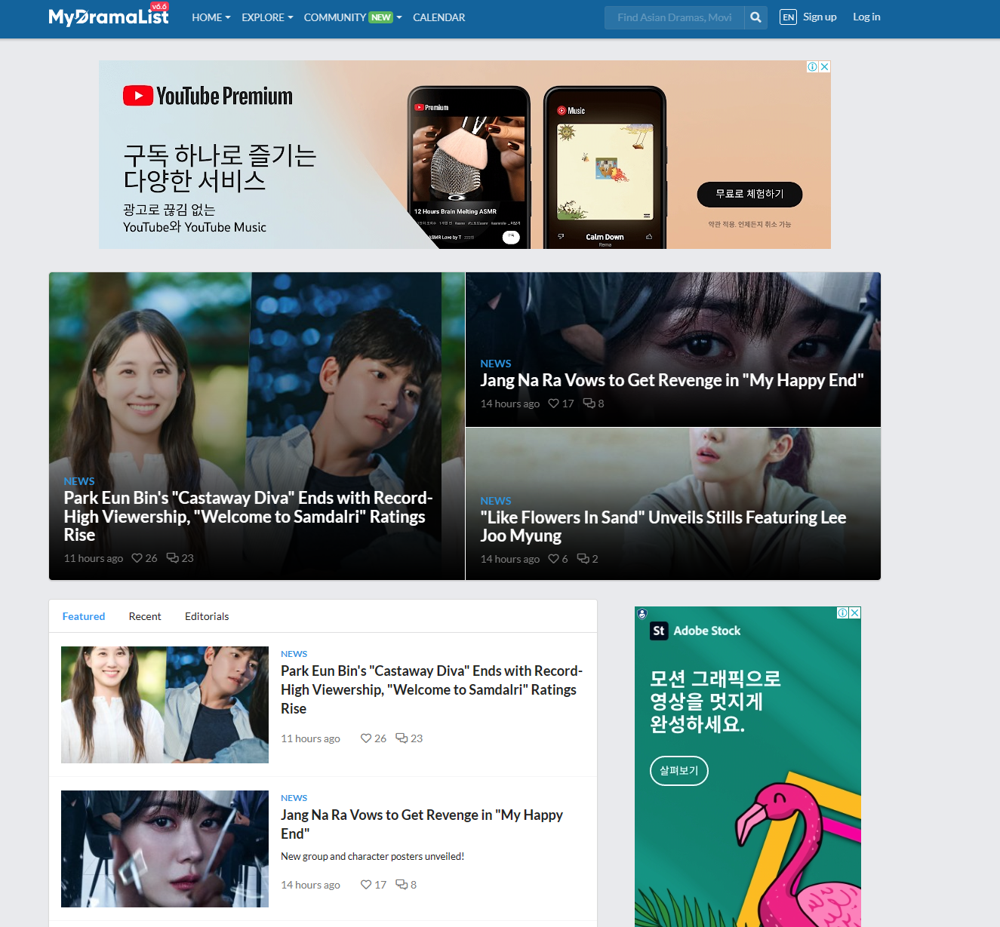 MyDramaList
v6.6
HOME
EXPLORE
COMMUNITY NEW
CALENDAR
Find Asian Dramas, Movi
EN
Sign up
Log in
YouTube Premium
구독 하나로 즐기는
다양한 서비스
광고로 끊김 없는
YouTube와 YouTube Music
Premium
12 Hours Brain Melting ASMR
ASMR Love by T
구독
Music
Calm Down
Rema
무료로 체험하기
약관 적용. 언제든지 취소 가능
NEWS
Park Eun Bin's "Castaway Diva" Ends with Record-
High Viewership, "Welcome to Samdalri" Ratings
Rise
11 hours ago 26 23
NEWS
Jang Na Ra Vows to Get Revenge in "My Happy End"
14 hours ago 17 8
NEWS
"Like Flowers In Sand" Unveils Stills Featuring Lee
Joo Myung
14 hours ago 6 2
Featured
Recent
Editorials
NEWS
Park Eun Bin's "Castaway Diva" Ends with Record-
High Viewership, "Welcome to Samdalri" Ratings
Rise
11 hours ago 26 23
NEWS
Jang Na Ra Vows to Get Revenge in "My Happy
End"
New group and character posters unveiled!
14 hours ago 17 8
St Adobe Stock
모션 그래픽으로
영상을 멋지게
완성하세요.
살펴보기